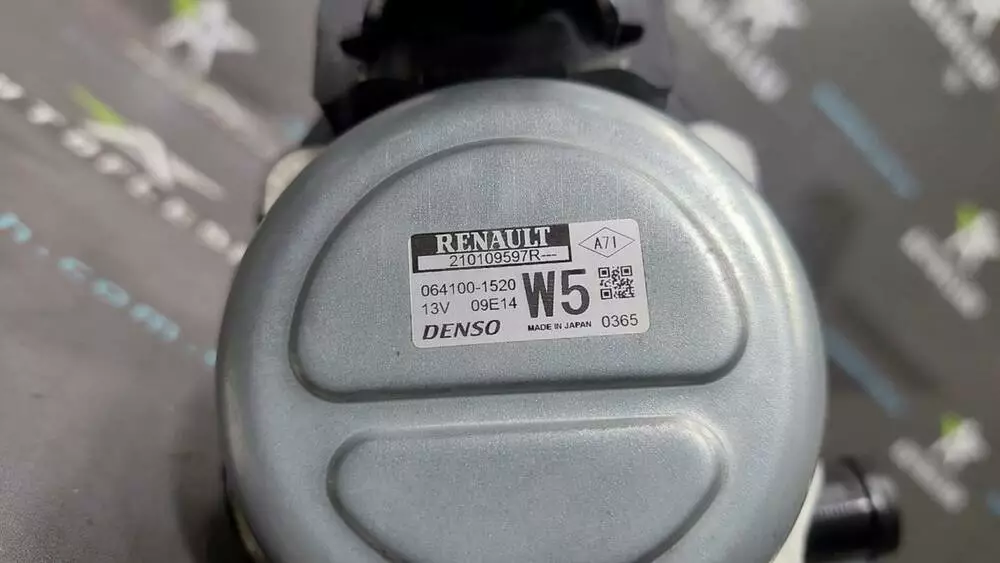 RENAULT
210109597R---
A71
064100-1520
W5
13V 09E14
DENSO
MADE IN JAPAN
0365